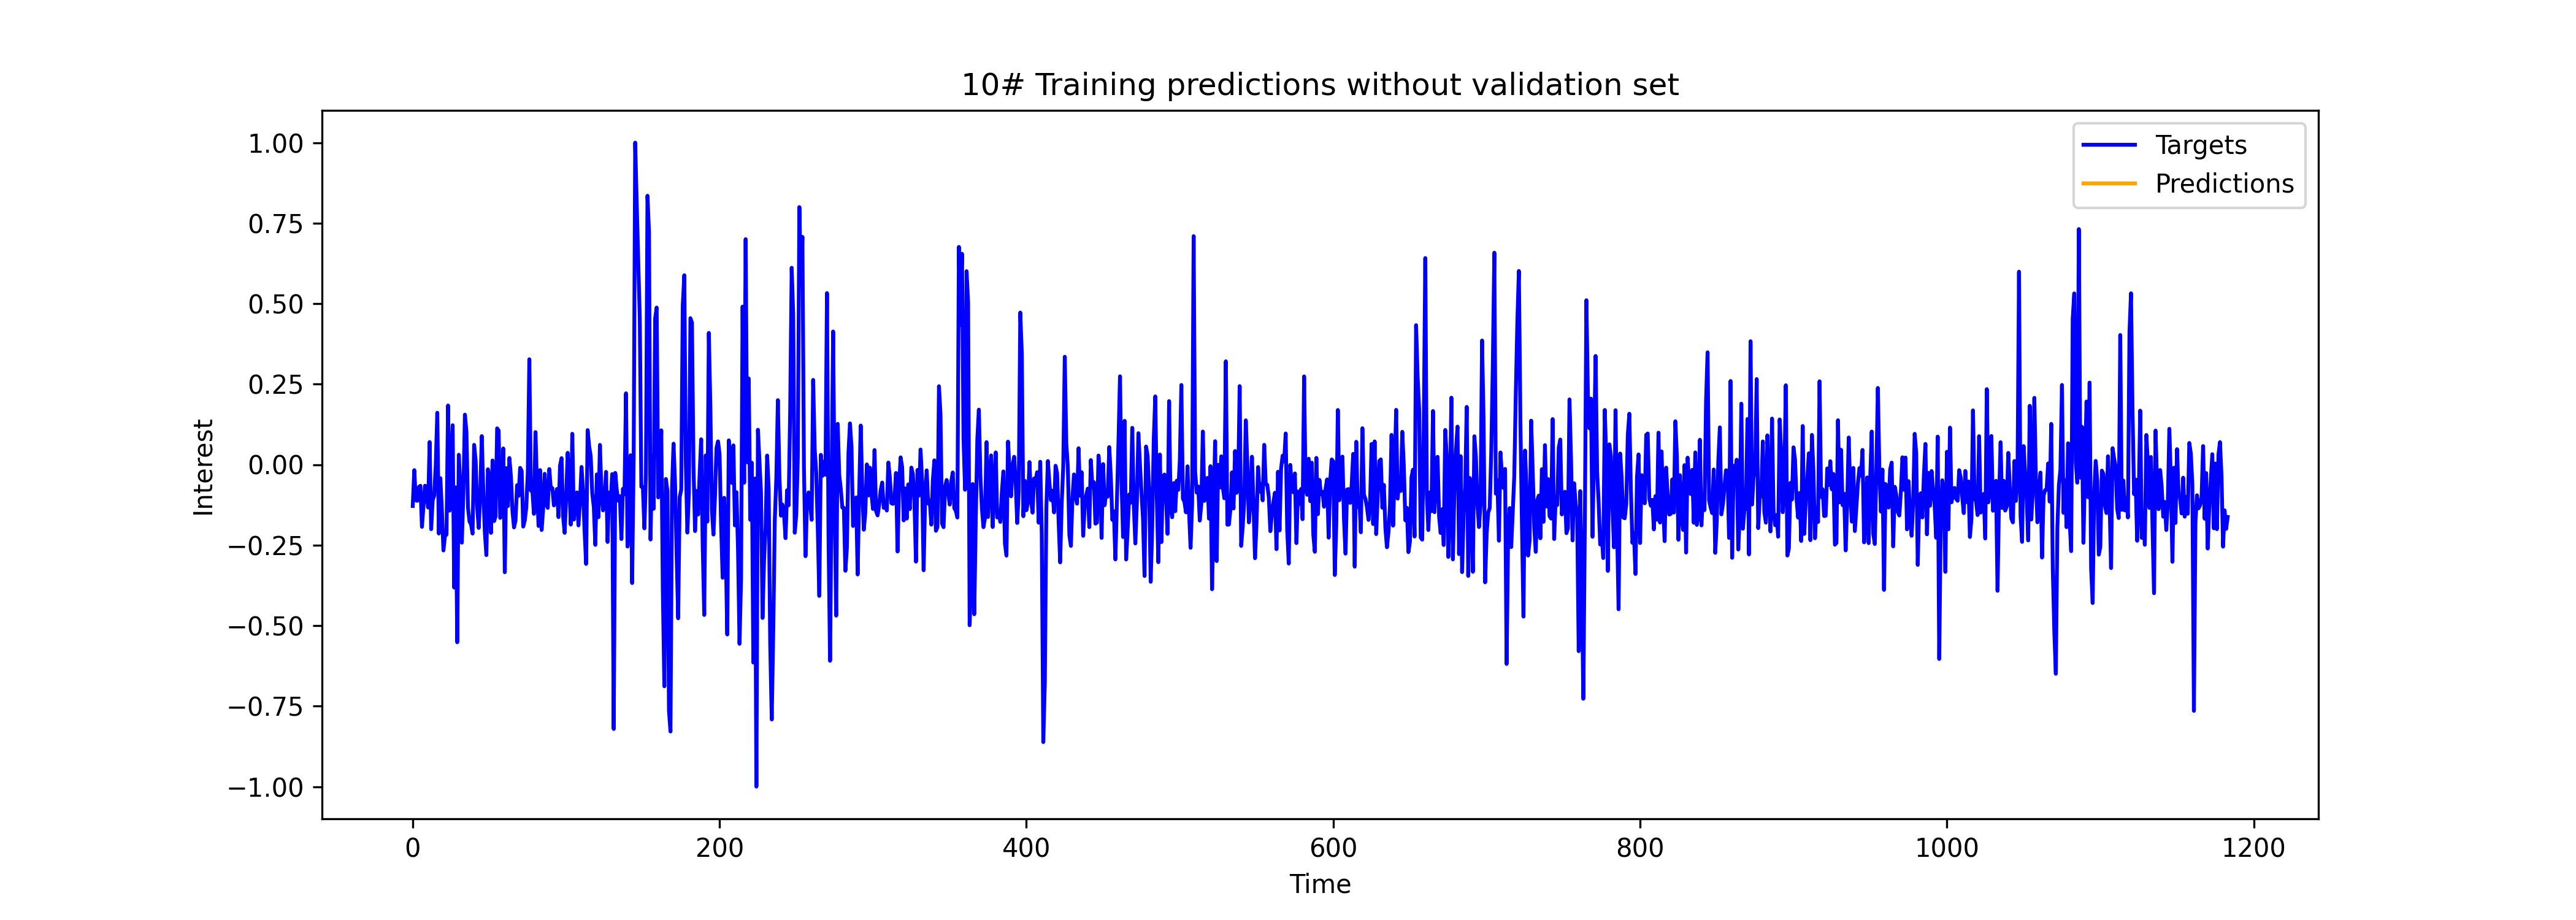 10# Training predictions without validation set
Targets
Predictions
Interest
1.00
0.75
0.50
0.25
0.00
−0.25
−0.50
−0.75
−1.00
0 200 400 600 800 1000 1200
Time